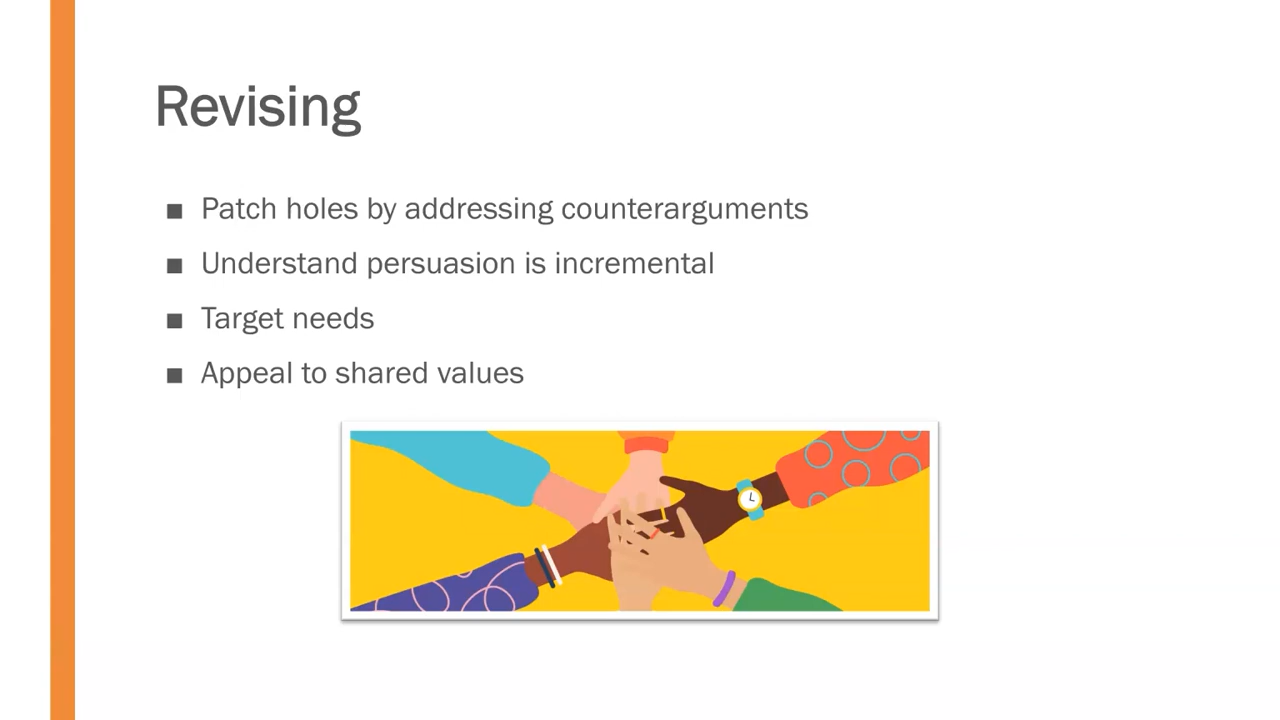 Revising
■ Patch holes by addressing counterarguments
■ Understand persuasion is incremental
■ Target needs
■ Appeal to shared values